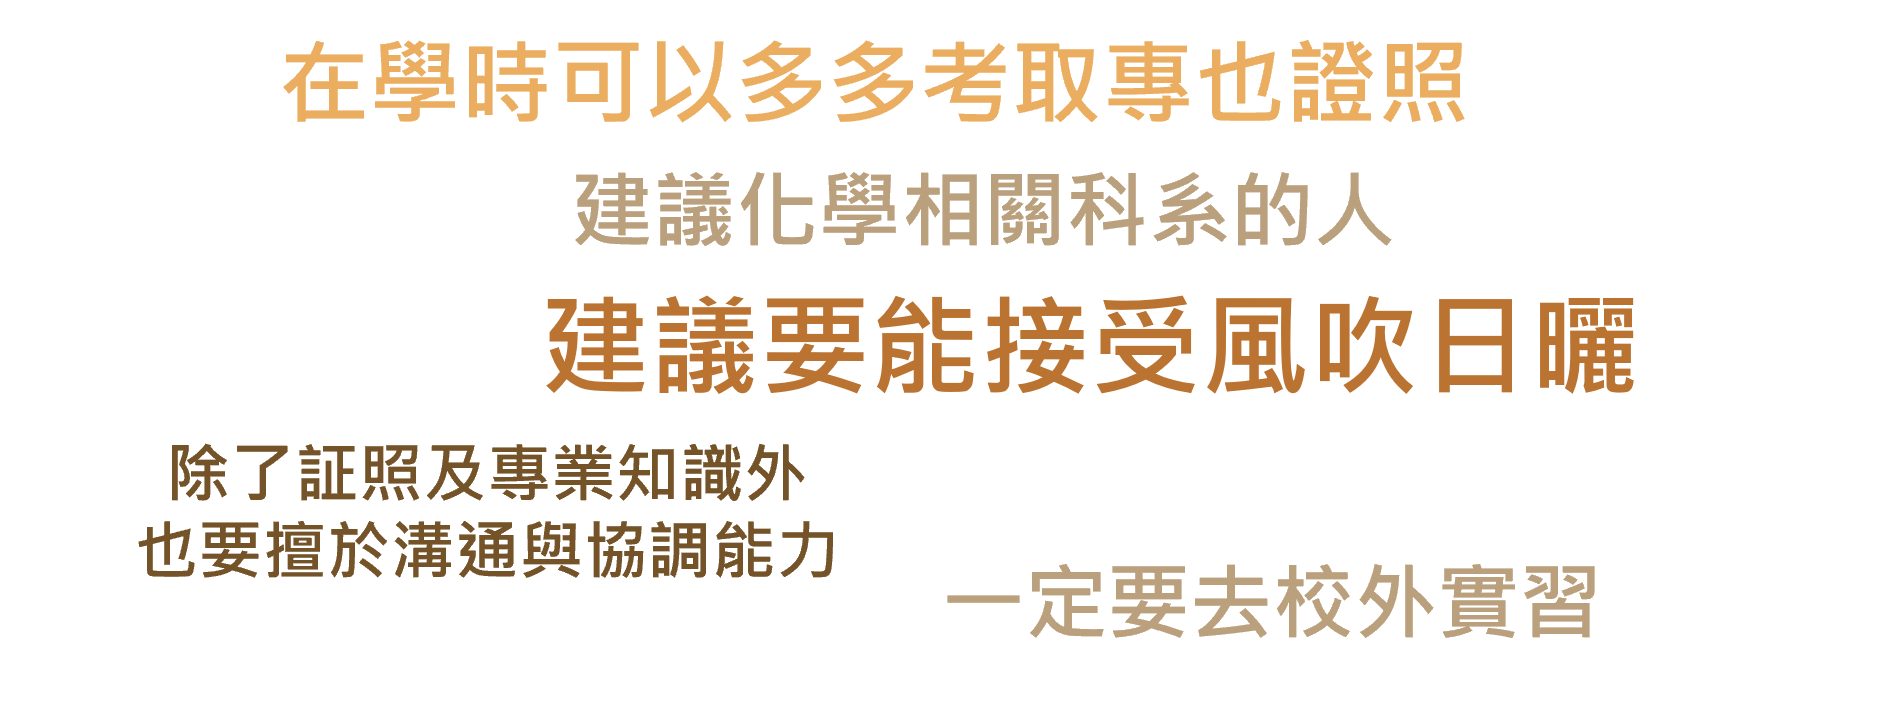 在學時可以多多考取專也證照
建議化學相關科系的人
建議要能接受風吹日曬
除了証照及專業知識外
也要擅於溝通與協調能力
一定要去校外實習